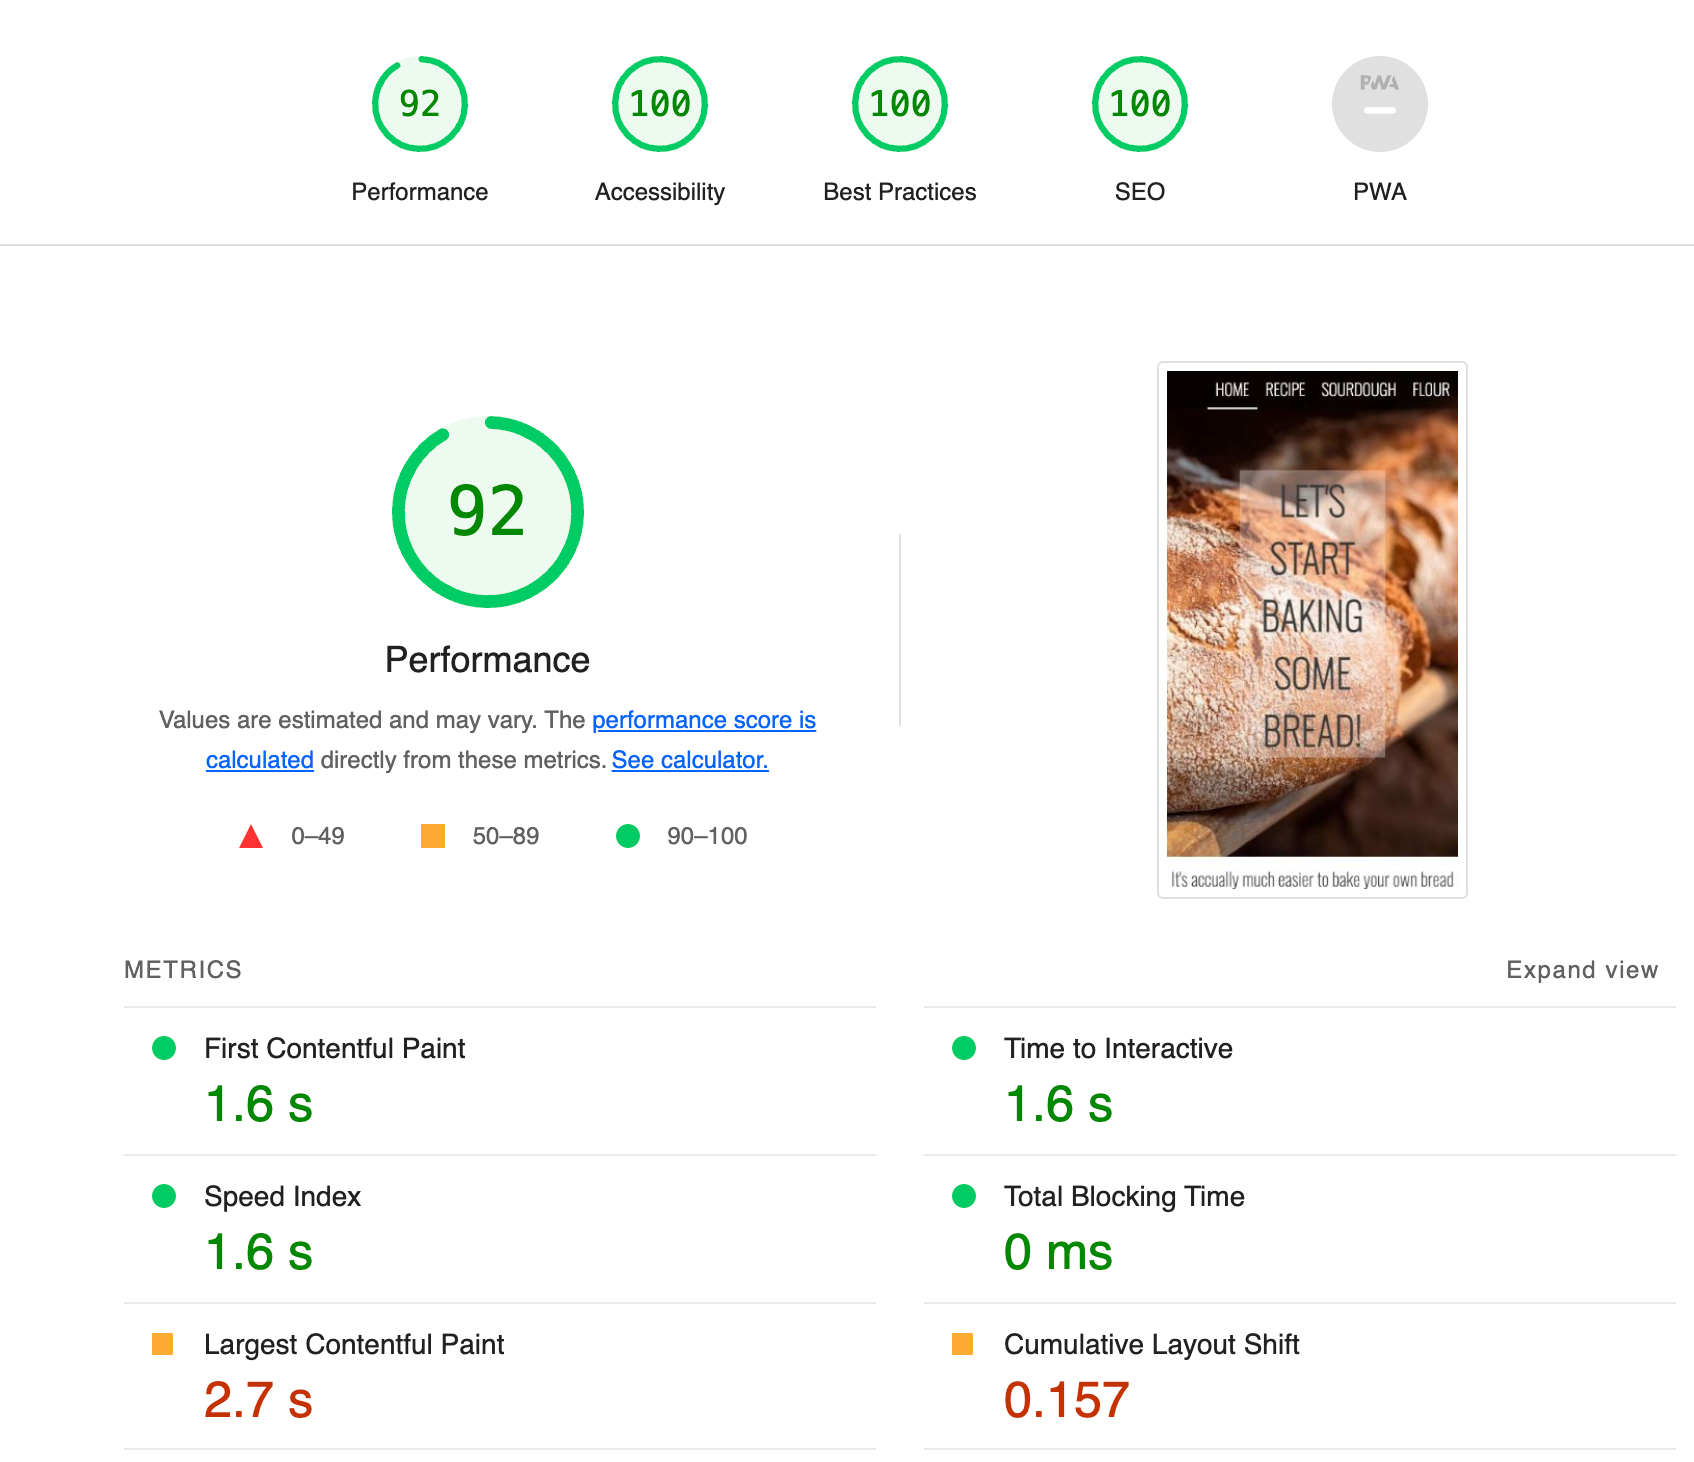 92
100
100
100
PWA
Performance
Accessibility
Best Practices
SEO
PWA
92
Performance
Values are estimated and may vary. The performance score is
calculated directly from these metrics. See calculator.
0–49
50–89
90–100
HOME RECIPE SOURDOUGH FLOUR
LET'S
START
BAKING
SOME
BREAD!
It's accually much easier to bake your own bread
METRICS
Expand view
First Contentful Paint
1.6 s
Time to Interactive
1.6 s
Speed Index
1.6 s
Total Blocking Time
0 ms
Largest Contentful Paint
2.7 s
Cumulative Layout Shift
0.157